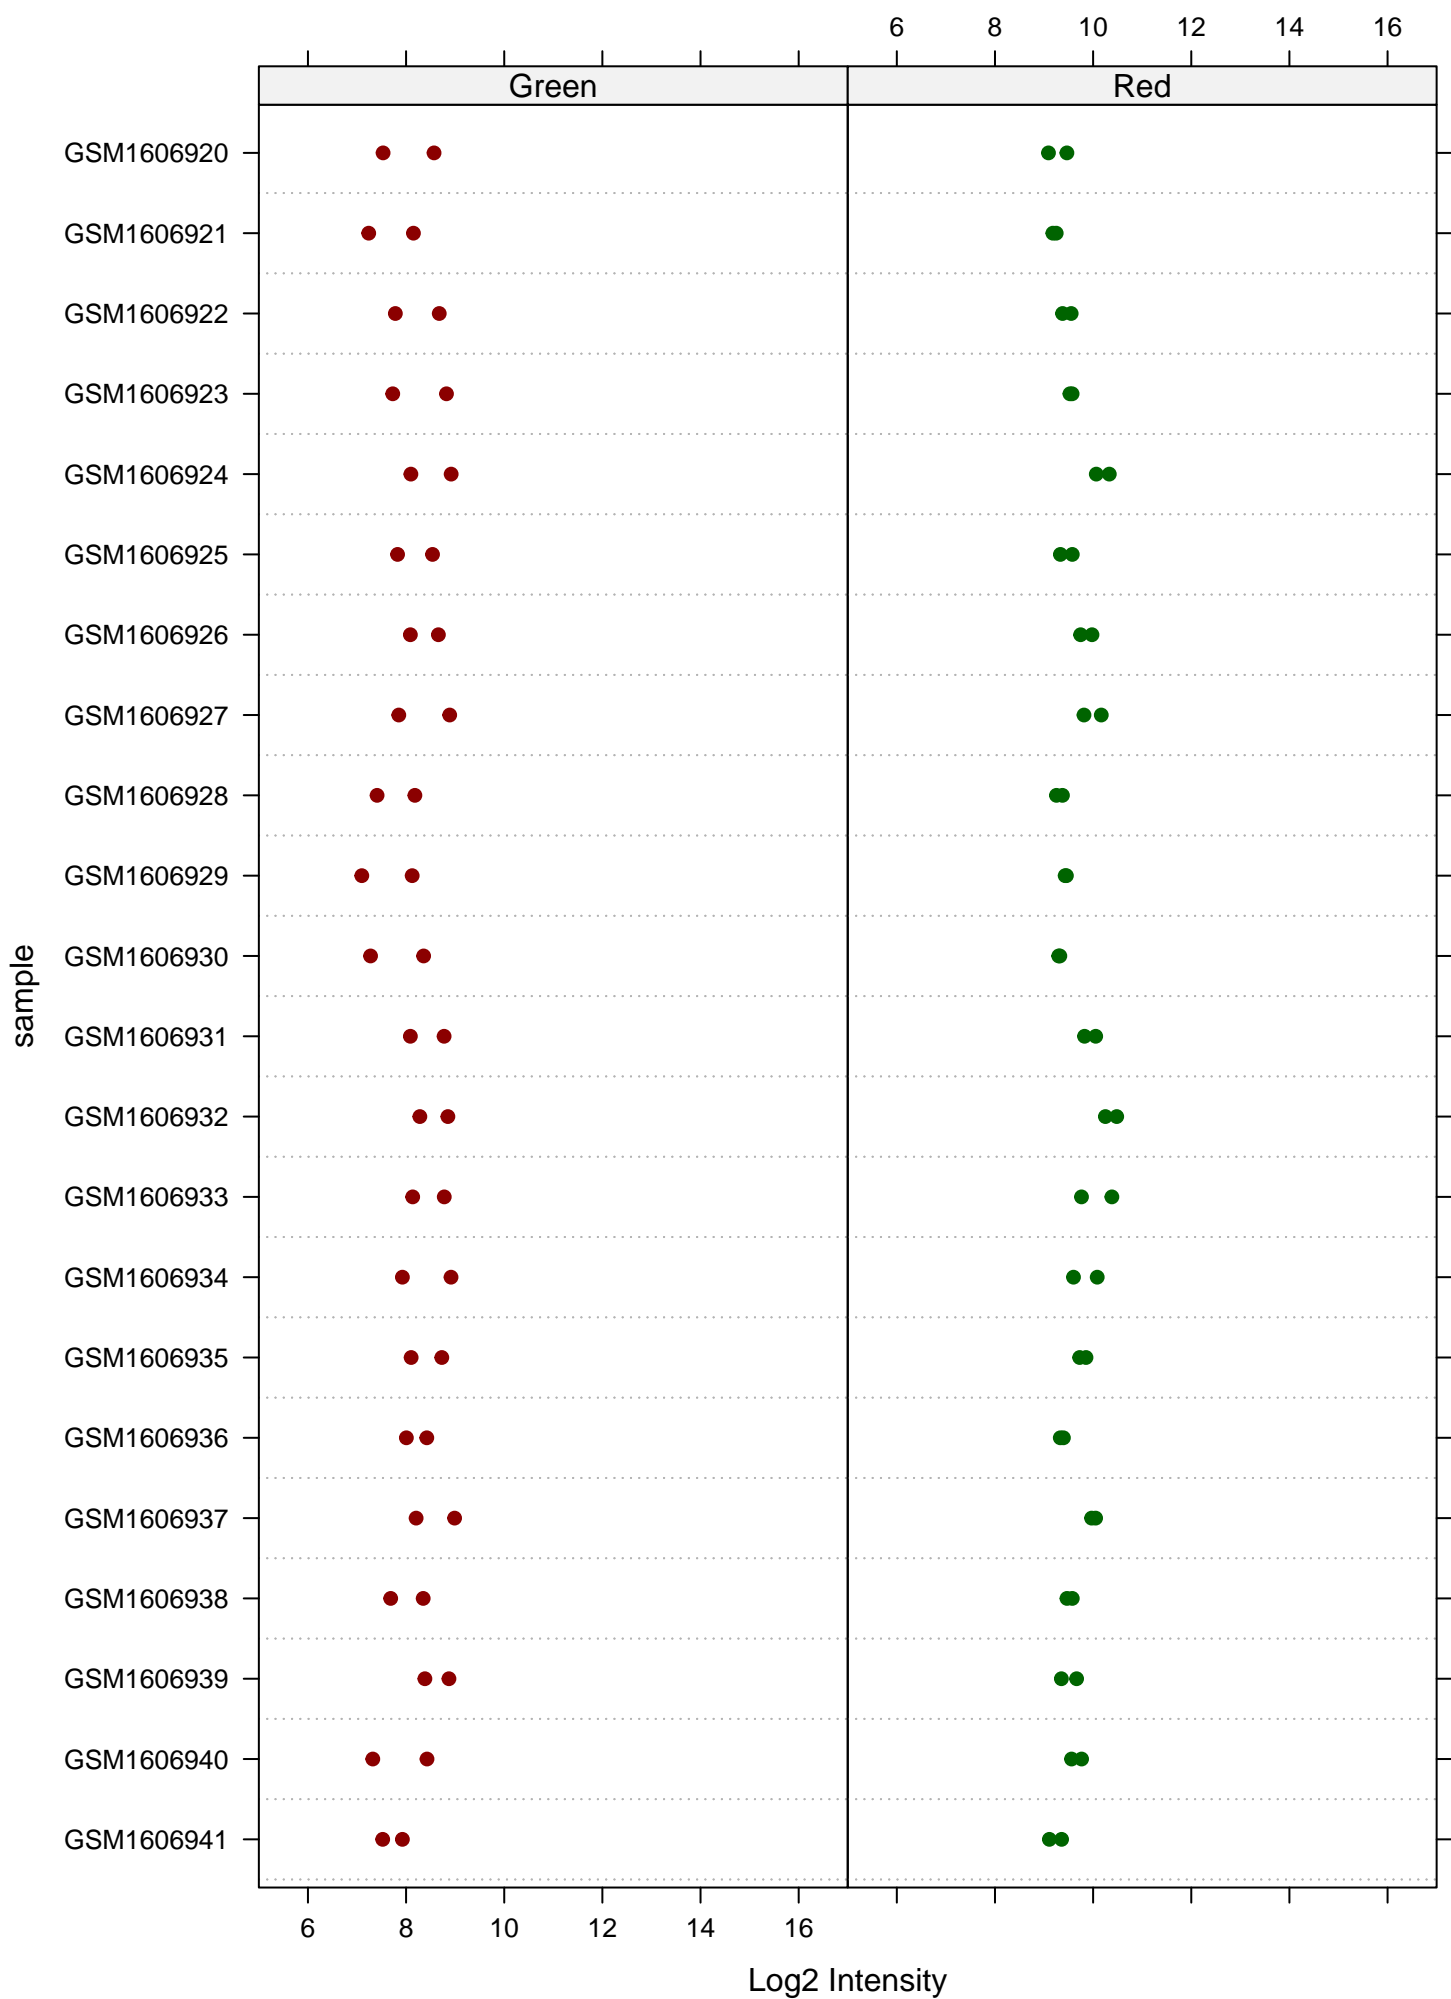 6 8 10 12 14 16
Green Red
GSM1606920
GSM1606921
GSM1606922
GSM1606923
GSM1606924
GSM1606925
GSM1606926
GSM1606927
GSM1606928
GSM1606929
GSM1606930
GSM1606931
GSM1606932
GSM1606933
GSM1606934
GSM1606935
GSM1606936
GSM1606937
GSM1606938
GSM1606939
GSM1606940
GSM1606941
sample
6 8 10 12 14 16
Log2 Intensity